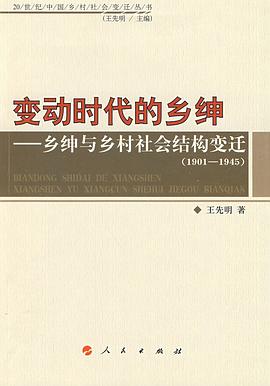 20世纪中国乡村社会变迁丛书
(王先明 / 主编)
变动时代的乡绅
——乡绅与乡村社会结构变迁
(1901—1945)
BIANDONG SHIDAI DE XIANGSHEN
XIANGSHEN YU XIANGCUN SHEHUI JIEGOU BIANQIAN
◆ 王先明 著
人民出版社